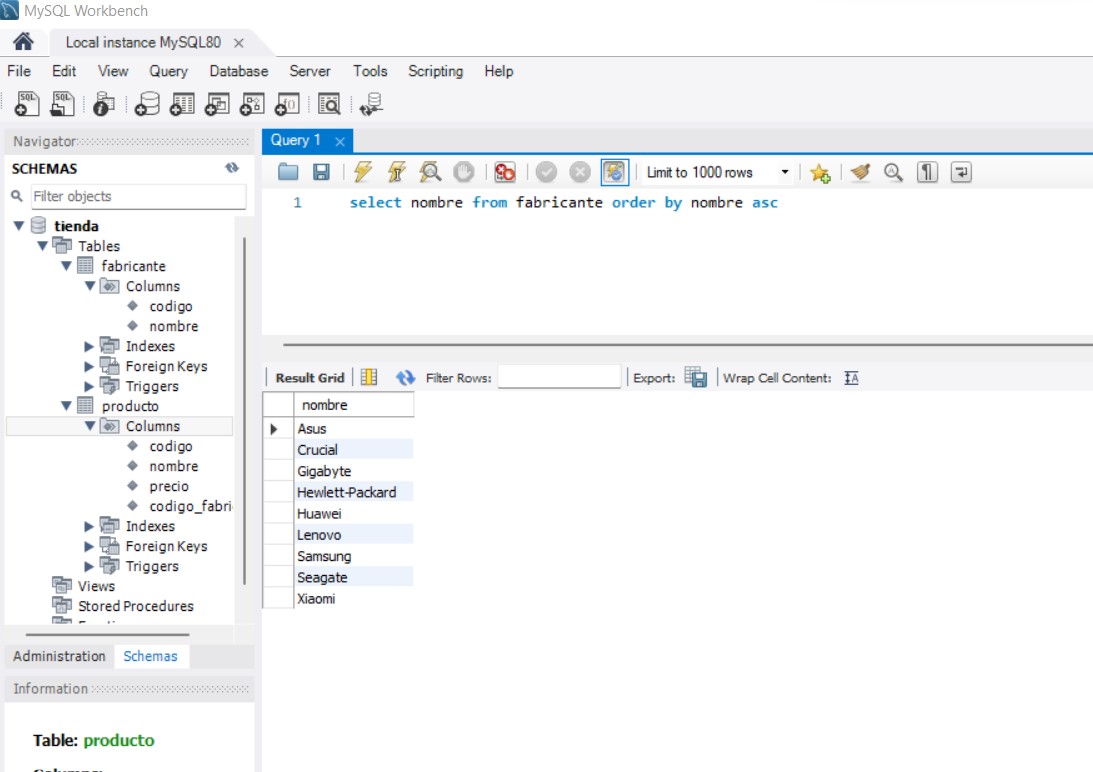 MySQL Workbench
Local instance MySQL80
File Edit View Query Database Server Tools Scripting Help
SQL SQL
Navigator
SCHEMAS
Filter objects
tienda
Tables
fabricante
Columns
codigo
nombre
Indexes
Foreign Keys
Triggers
producto
Columns
codigo
nombre
precio
codigo_fabri
Indexes
Foreign Keys
Triggers
Views
Stored Procedures
Administration Schemas
Information
Table: producto
Query 1
Limit to 1000 rows
1 select nombre from fabricante order by nombre asc
Result Grid Filter Rows: Export: Wrap Cell Content:
nombre
Asus
Crucial
Gigabyte
Hewlett-Packard
Huawei
Lenovo
Samsung
Seagate
Xiaomi